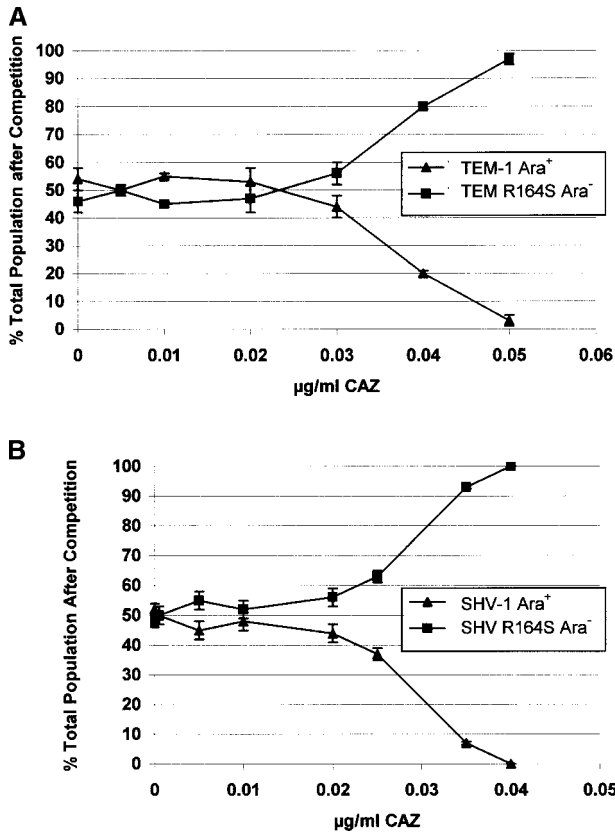 A
% Total Population after Competition
100
90
80
70
60
50
40
30
20
10
0
0 0.01 0.02 0.03 0.04 0.05 0.06
µg/ml CAZ
TEM-1 Ara⁺
TEM R164S Ara⁻
B
% Total Population After Competition
100
90
80
70
60
50
40
30
20
10
0
0 0.01 0.02 0.03 0.04 0.05
µg/ml CAZ
SHV-1 Ara⁺
SHV R164S Ara⁻